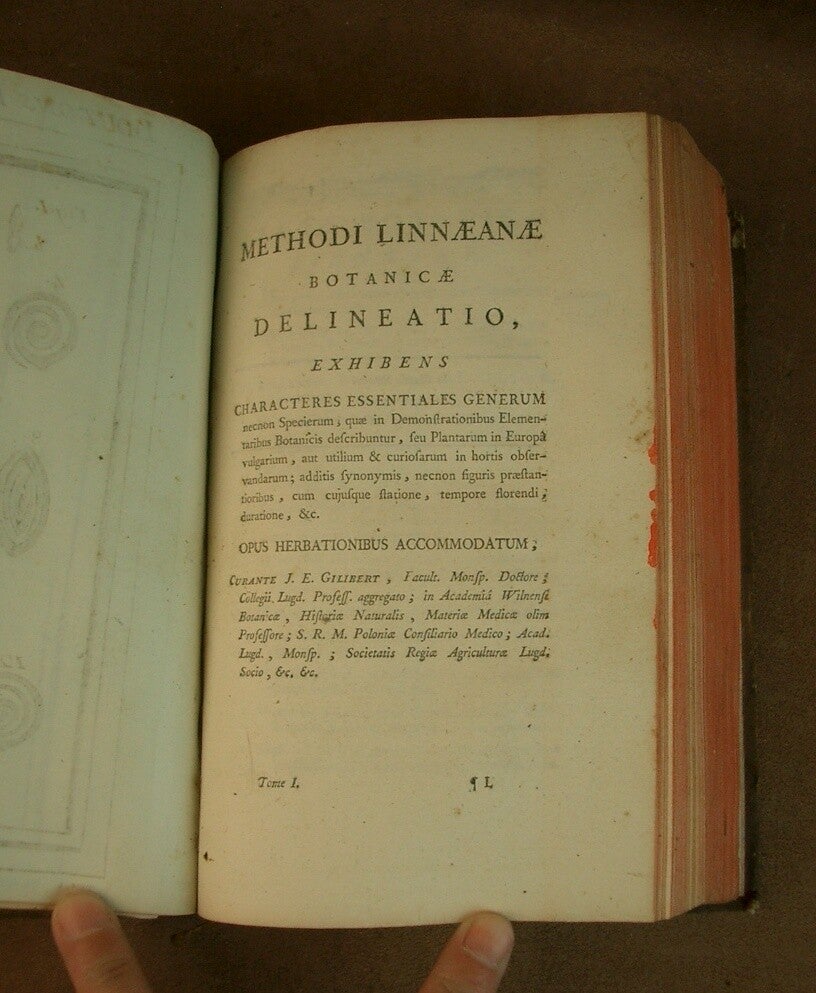 METHODI LINNÆANÆ
BOTANICÆ
DELINEATIO,
EXHIBENS
CHARACTERES ESSENTIALES GENERUM
necnon Specierum, quæ in Demonſtrationibus Elemen-
taribus Botanicis deſcribuntur, ſeu Plantarum in Europâ
vulgarium, aut utilium & curioſarum in hortis obſer-
vandarum; additis ſynonymis, necnon figuris præſtan-
tioribus, cum cujuſque ſtatione, tempore florendi,
duratione, &c.
OPUS HERBATIONIBUS ACCOMMODATUM;
CURANTE J. E. GILIBERT, Facult. Monſp. Doctore;
Collegii Lugd. Profeſſ. aggregato; in Academiâ Wilnenſi
Botanicæ, Hiſtoriæ Naturalis, Materiæ Medicæ olim
Profeſſore; S. R. M. Poloniæ Conſiliario Medico; Acad.
Lugd., Monſp.; Societatis Regiæ Agriculturæ Lugd.
Socio, &c. &c.
Tome I. ¶ L